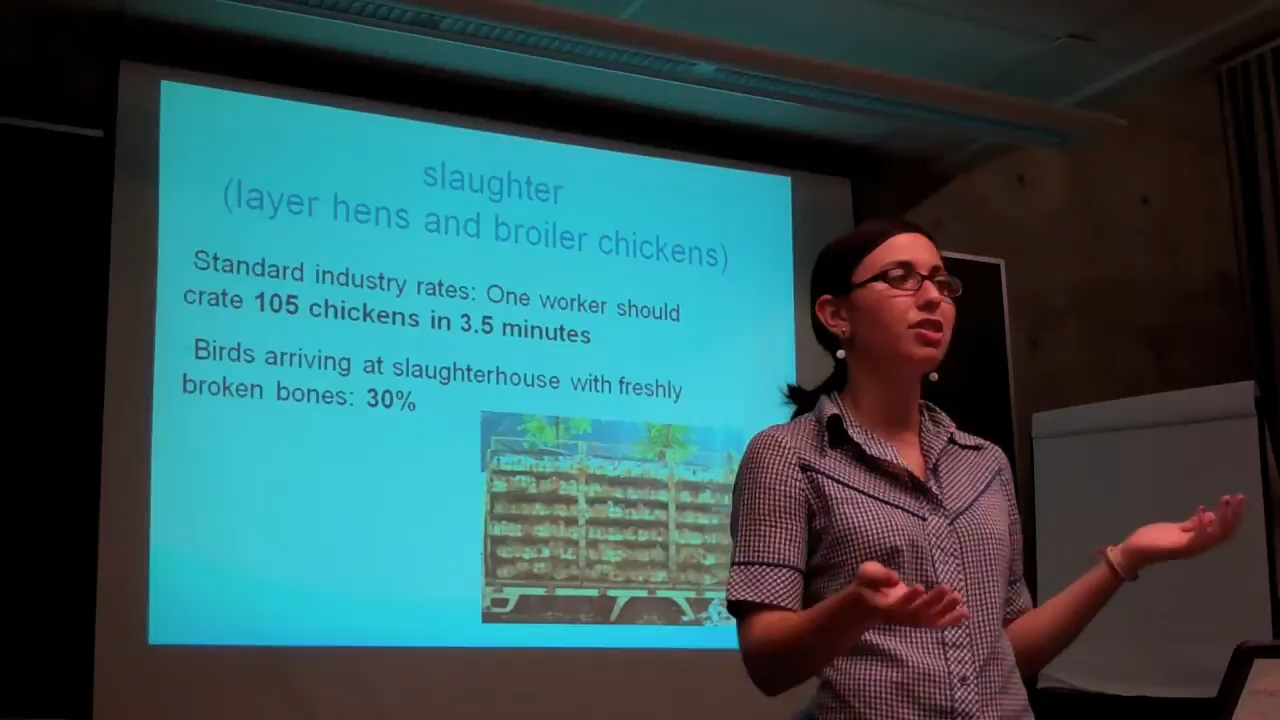 slaughter
(layer hens and broiler chickens)
Standard industry rates: One worker should
crate 105 chickens in 3.5 minutes
Birds arriving at slaughterhouse with freshly
broken bones: 30%